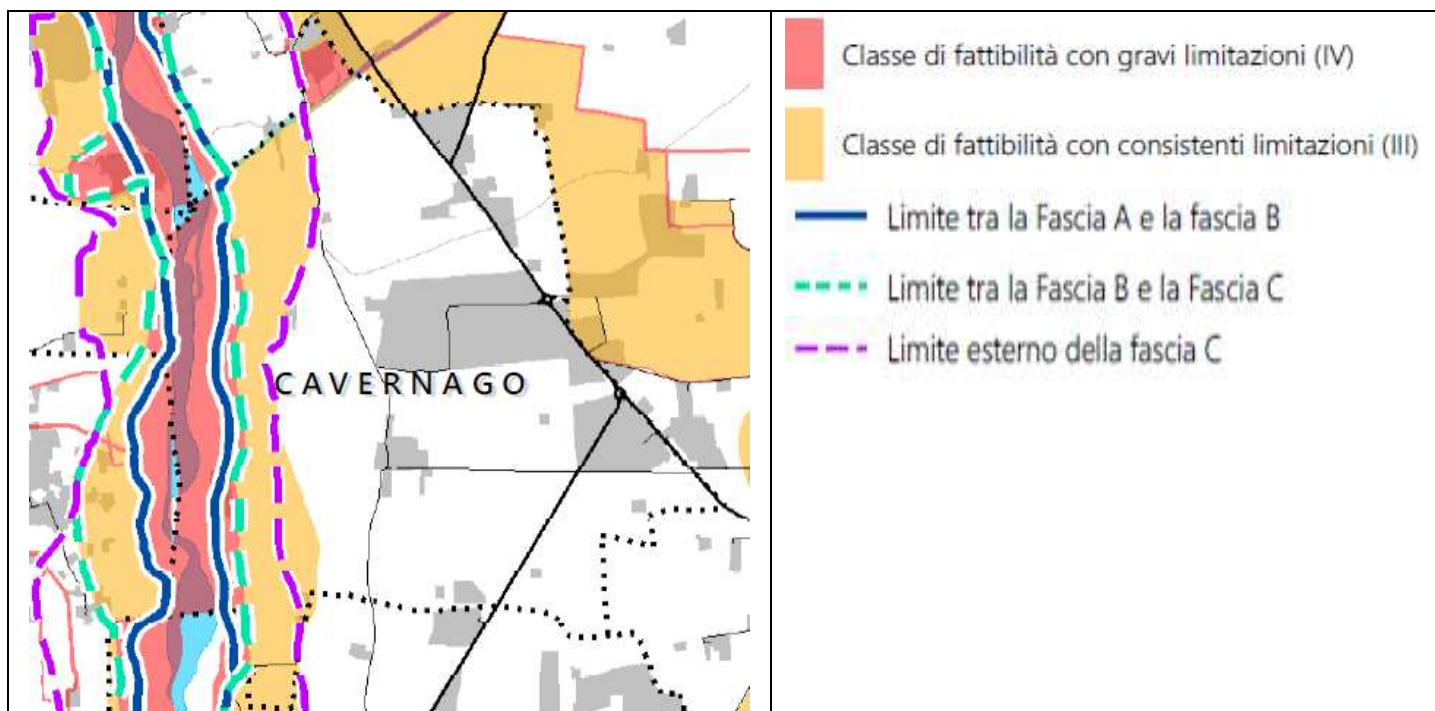 CAVERNAGO
Classe di fattibilità con gravi limitazioni (IV)
Classe di fattibilità con consistenti limitazioni (III)
Limite tra la Fascia A e la fascia B
Limite tra la Fascia B e la Fascia C
Limite esterno della fascia C